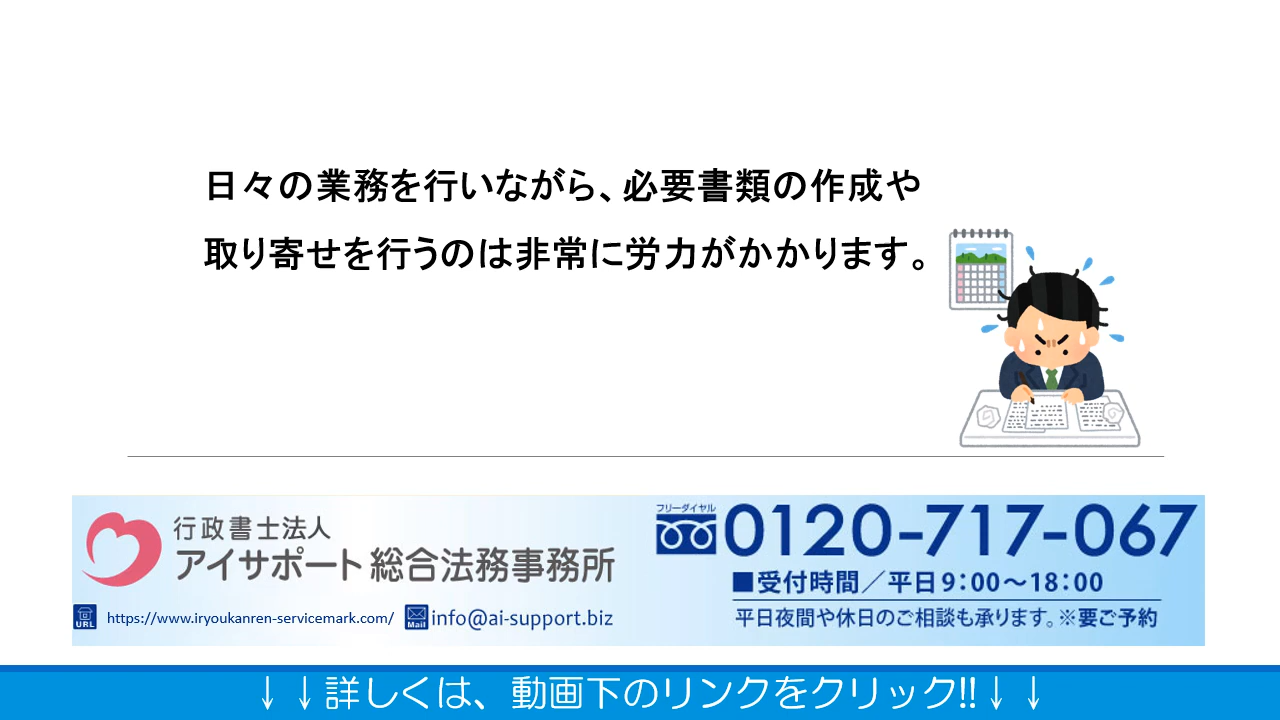 日々の業務を行いながら、必要書類の作成や
取り寄せを行うのは非常に労力がかかります。
行政書士法人
アイサポート総合法務事務所
URL https://www.iryoukanren-servicemark.com/ Mail info@ai-support.biz
フリーダイヤル
0120-717-067
■受付時間／平日9：00～18：00
平日夜間や休日のご相談も承ります。※要ご予約
↓↓詳しくは、動画下のリンクをクリック!!↓↓